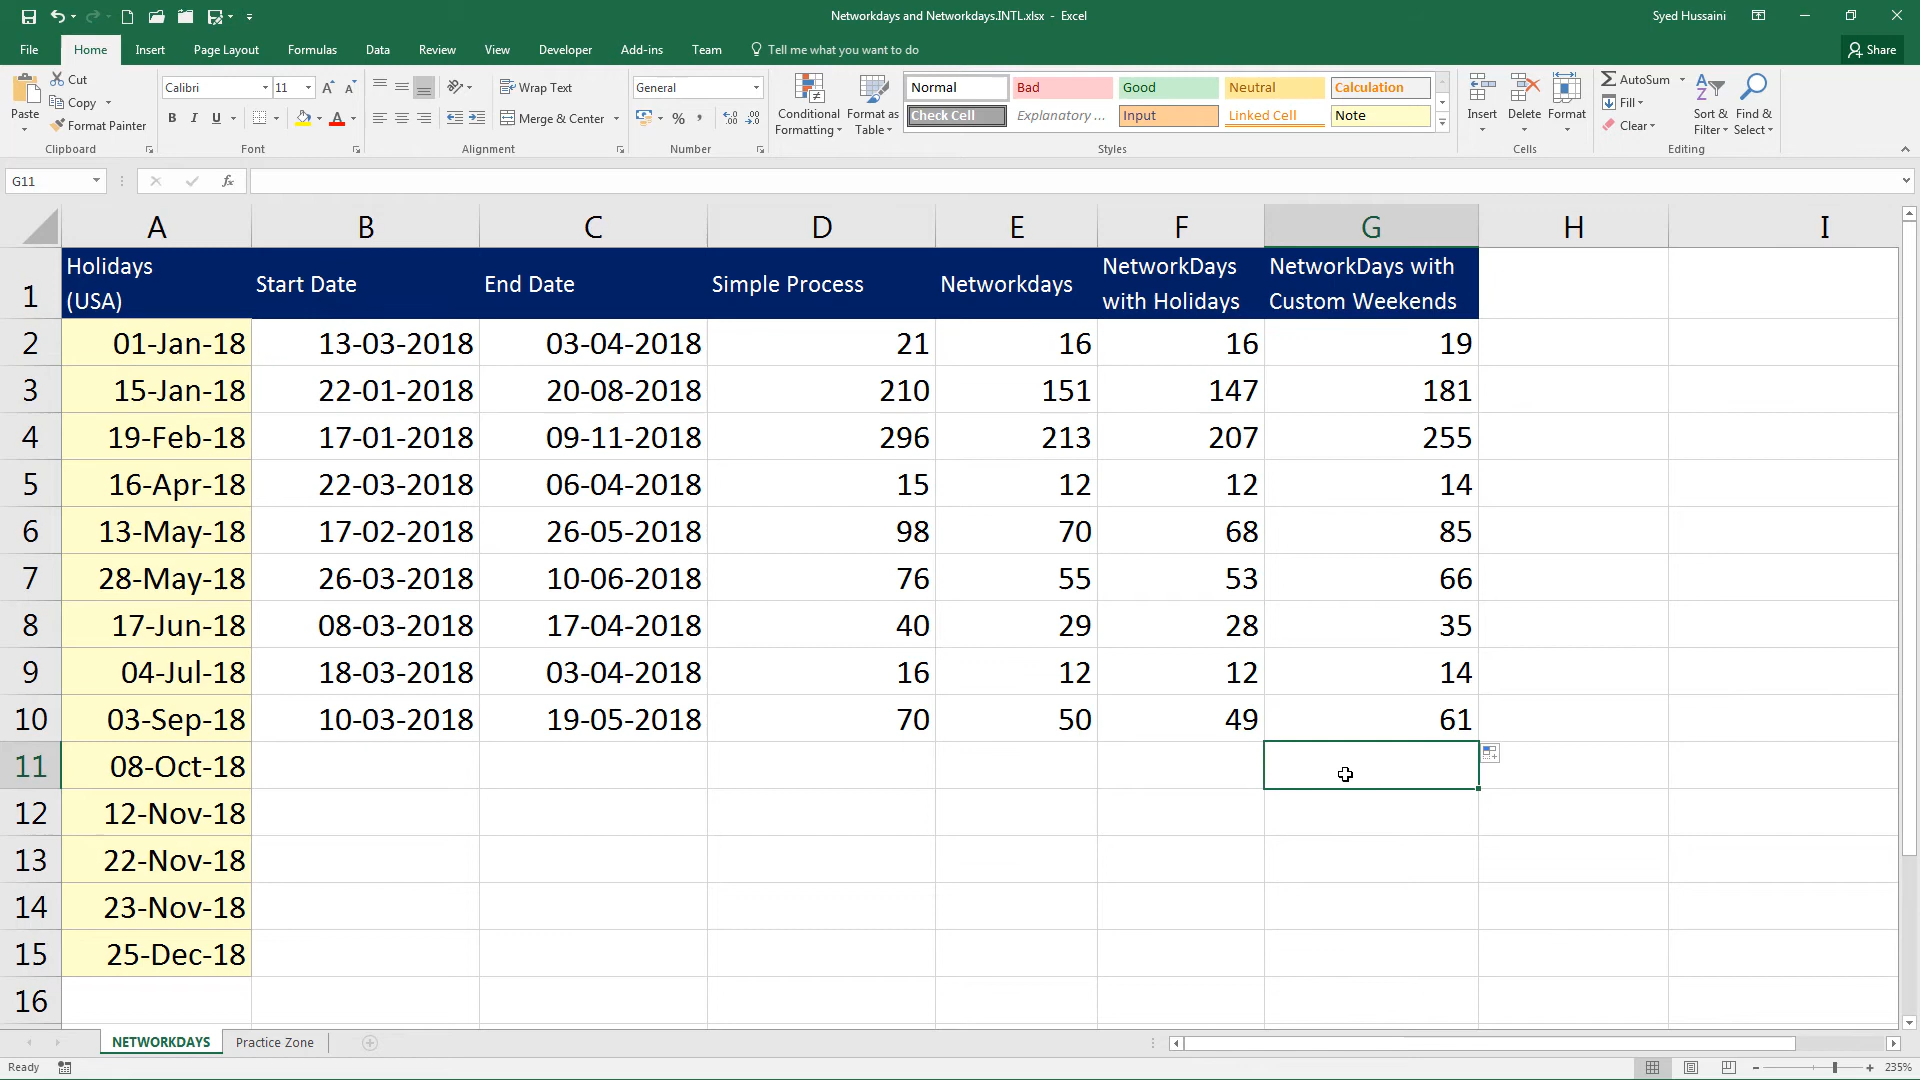 Networkdays and Networkdays.INTL.xlsx - Excel
Syed Hussaini
File Home Insert Page Layout Formulas Data Review View Developer Add-ins Team Tell me what you want to do Share
Paste
Cut
Copy
Format Painter
Clipboard
Calibri 11
B I U A
Font
Wrap Text
Merge & Center
Alignment
General
%
Number
Conditional Formatting
Format as Table
Normal Bad Good Neutral Calculation
Check Cell Explanatory ... Input Linked Cell Note
Styles
Insert Delete Format
Cells
AutoSum
Fill
Clear
Sort & Filter
Find & Select
Editing
G11 fx
A B C D E F G H I
1 Holidays (USA) Start Date End Date Simple Process Networkdays NetworkDays with Holidays NetworkDays with Custom Weekends
2 01-Jan-18 13-03-2018 03-04-2018 21 16 16 19
3 15-Jan-18 22-01-2018 20-08-2018 210 151 147 181
4 19-Feb-18 17-01-2018 09-11-2018 296 213 207 255
5 16-Apr-18 22-03-2018 06-04-2018 15 12 12 14
6 13-May-18 17-02-2018 26-05-2018 98 70 68 85
7 28-May-18 26-03-2018 10-06-2018 76 55 53 66
8 17-Jun-18 08-03-2018 17-04-2018 40 29 28 35
9 04-Jul-18 18-03-2018 03-04-2018 16 12 12 14
10 03-Sep-18 10-03-2018 19-05-2018 70 50 49 61
11 08-Oct-18
12 12-Nov-18
13 22-Nov-18
14 23-Nov-18
15 25-Dec-18
16
NETWORKDAYS Practice Zone
Ready 235%